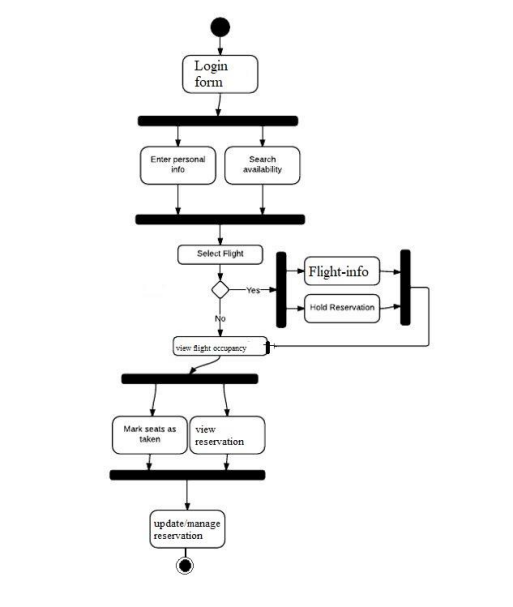 Login
form
Enter personal
info
Search
availability
Select Flight
Yes
Flight-info
Hold Reservation
No
view flight occupancy
Mark seats as
taken
view
reservation
update/manage
reservation